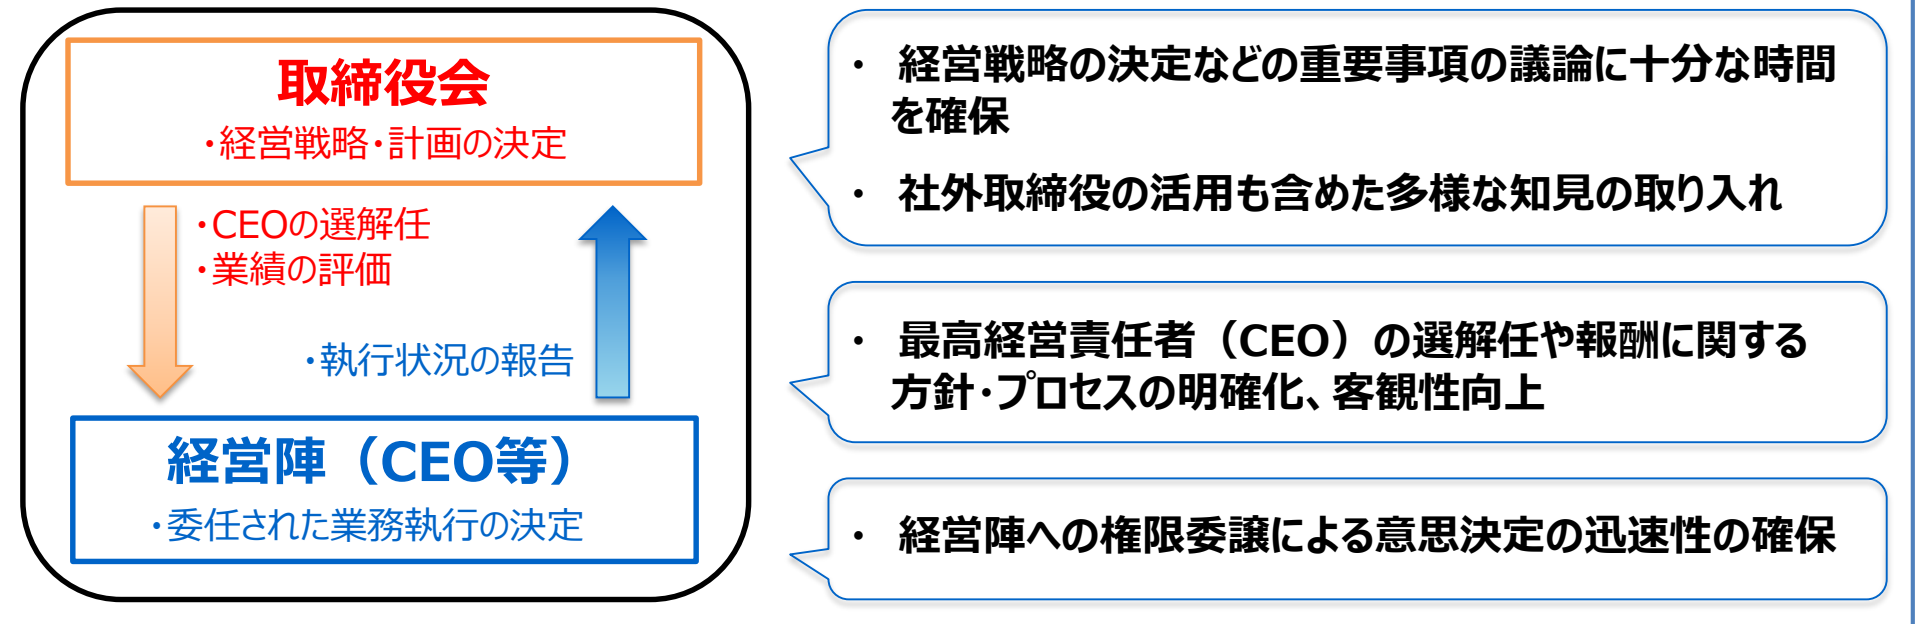 取締役会
・経営戦略・計画の決定
・CEOの選解任
・業績の評価
・執行状況の報告
経営陣（CEO等）
・委任された業務執行の決定
・ 経営戦略の決定などの重要事項の議論に十分な時間
を確保
・ 社外取締役の活用も含めた多様な知見の取り入れ
・ 最高経営責任者（CEO）の選解任や報酬に関する
方針・プロセスの明確化、客観性向上
・ 経営陣への権限委譲による意思決定の迅速性の確保